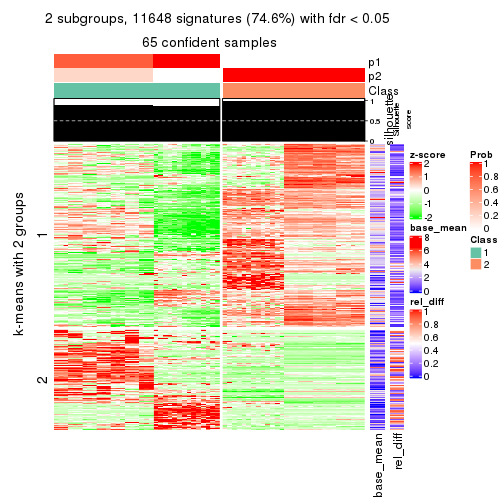 2 subgroups, 11648 signatures (74.6%) with fdr < 0.05
65 confident samples
p1
p2
Class
silhouette
Silhouette
score
1
0.5
0
k-means with 2 groups
1
2
base_mean
rel_diff
z-score
2
1
0
-1
-2
base_mean
8
6
4
2
0
rel_diff
1
0.8
0.6
0.4
0.2
0
Prob
1
0.8
0.6
0.4
0.2
0
Class
1
2